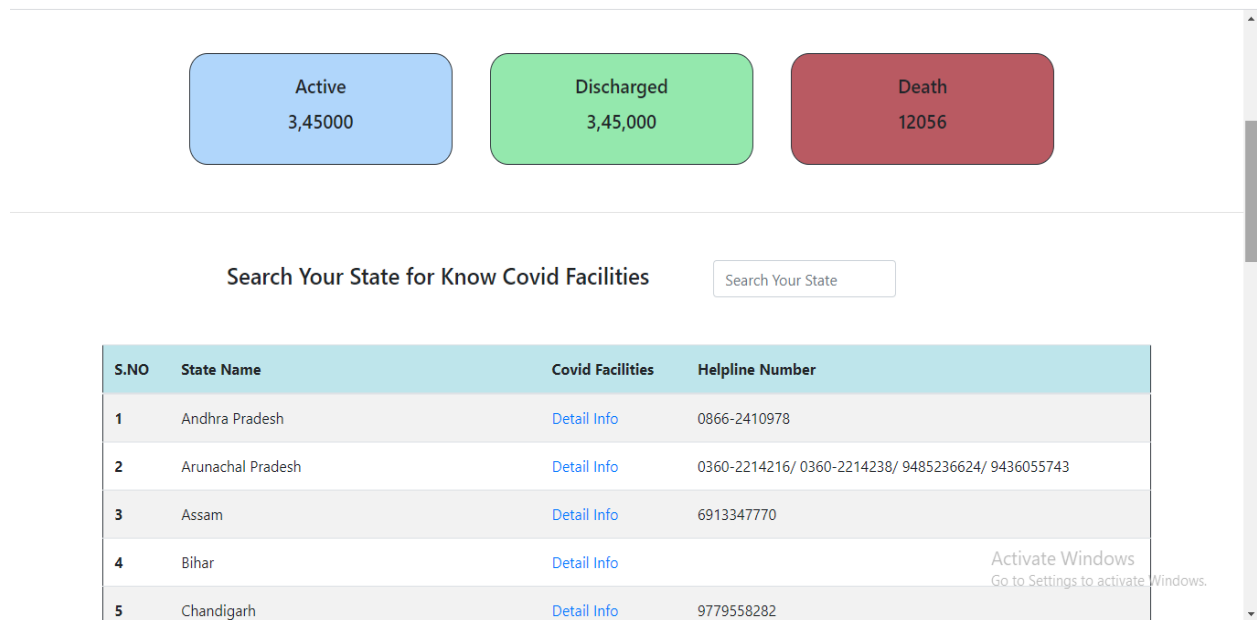 Active
3,45000
Discharged
3,45,000
Death
12056
Search Your State for Know Covid Facilities
Search Your State
S.NO State Name Covid Facilities Helpline Number
1 Andhra Pradesh Detail Info 0866-2410978
2 Arunachal Pradesh Detail Info 0360-2214216/ 0360-2214238/ 9485236624/ 9436055743
3 Assam Detail Info 6913347770
4 Bihar Detail Info
Activate Windows
Go to Settings to activate Windows.
5 Chandigarh Detail Info 9779558282